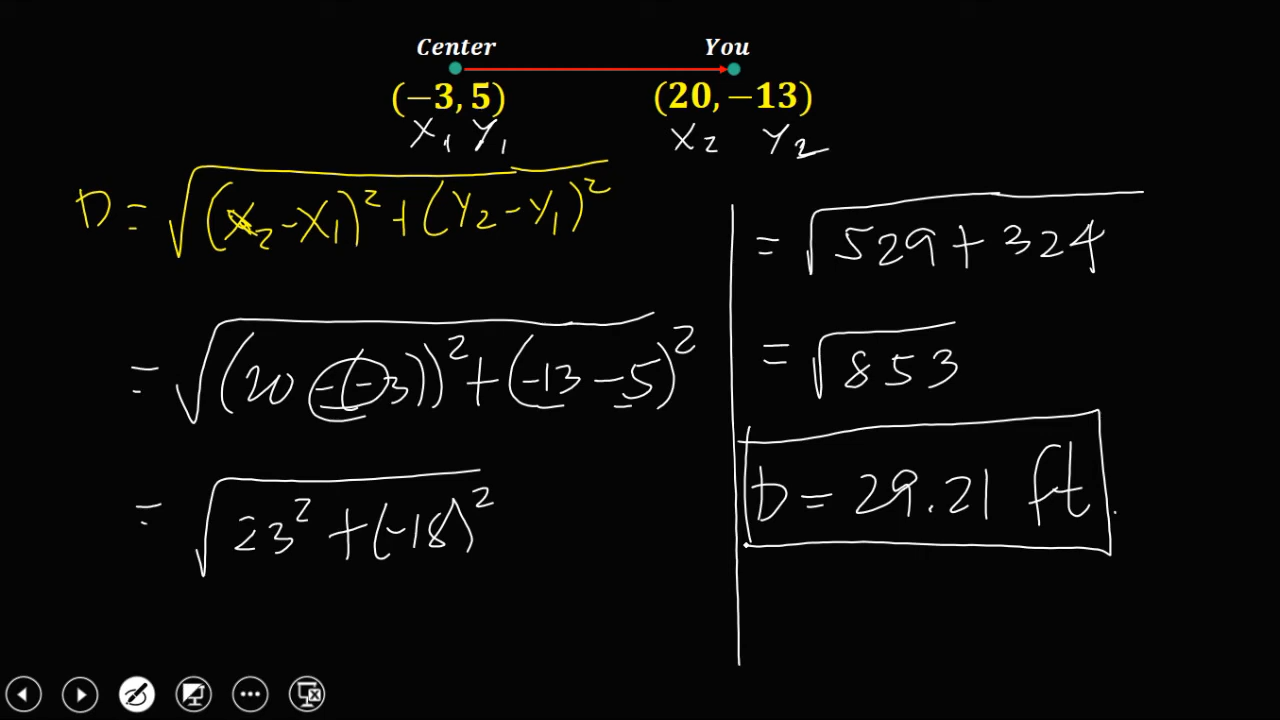 Center You
(−3, 5) (20, −13)
X₁ Y₁ X₂ Y₂
D = √(X₂ - X₁)² + (Y₂ - Y₁)²
= √(20 -(-3))² + (-13 - 5)²
= √23² + (-18)²
= √529 + 324
= √853
D = 29.21 ft.